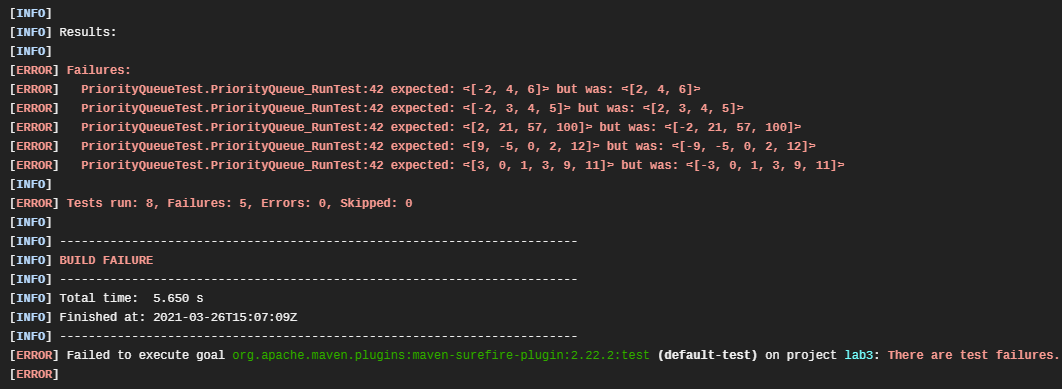 [INFO]
[INFO] Results:
[INFO]
[ERROR] Failures:
[ERROR]   PriorityQueueTest.PriorityQueue_RunTest:42 expected: <[-2, 4, 6]> but was: <[2, 4, 6]>
[ERROR]   PriorityQueueTest.PriorityQueue_RunTest:42 expected: <[-2, 3, 4, 5]> but was: <[2, 3, 4, 5]>
[ERROR]   PriorityQueueTest.PriorityQueue_RunTest:42 expected: <[2, 21, 57, 100]> but was: <[-2, 21, 57, 100]>
[ERROR]   PriorityQueueTest.PriorityQueue_RunTest:42 expected: <[9, -5, 0, 2, 12]> but was: <[-9, -5, 0, 2, 12]>
[ERROR]   PriorityQueueTest.PriorityQueue_RunTest:42 expected: <[3, 0, 1, 3, 9, 11]> but was: <[-3, 0, 1, 3, 9, 11]>
[INFO]
[ERROR] Tests run: 8, Failures: 5, Errors: 0, Skipped: 0
[INFO]
[INFO] ------------------------------------------------------------------------
[INFO] BUILD FAILURE
[INFO] ------------------------------------------------------------------------
[INFO] Total time:  5.650 s
[INFO] Finished at: 2021-03-26T15:07:09Z
[INFO] ------------------------------------------------------------------------
[ERROR] Failed to execute goal org.apache.maven.plugins:maven-surefire-plugin:2.22.2:test (default-test) on project lab3: There are test failures.
[ERROR]